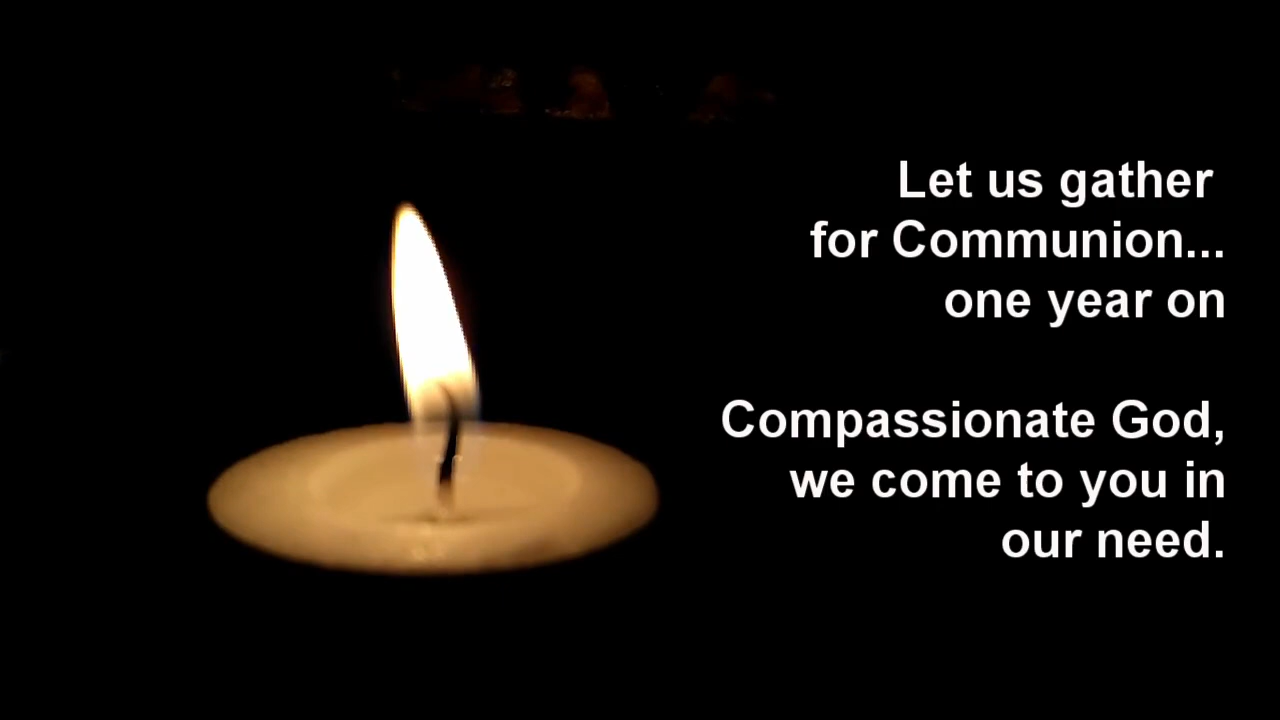 Let us gather
for Communion...
one year on
Compassionate God,
we come to you in
our need.